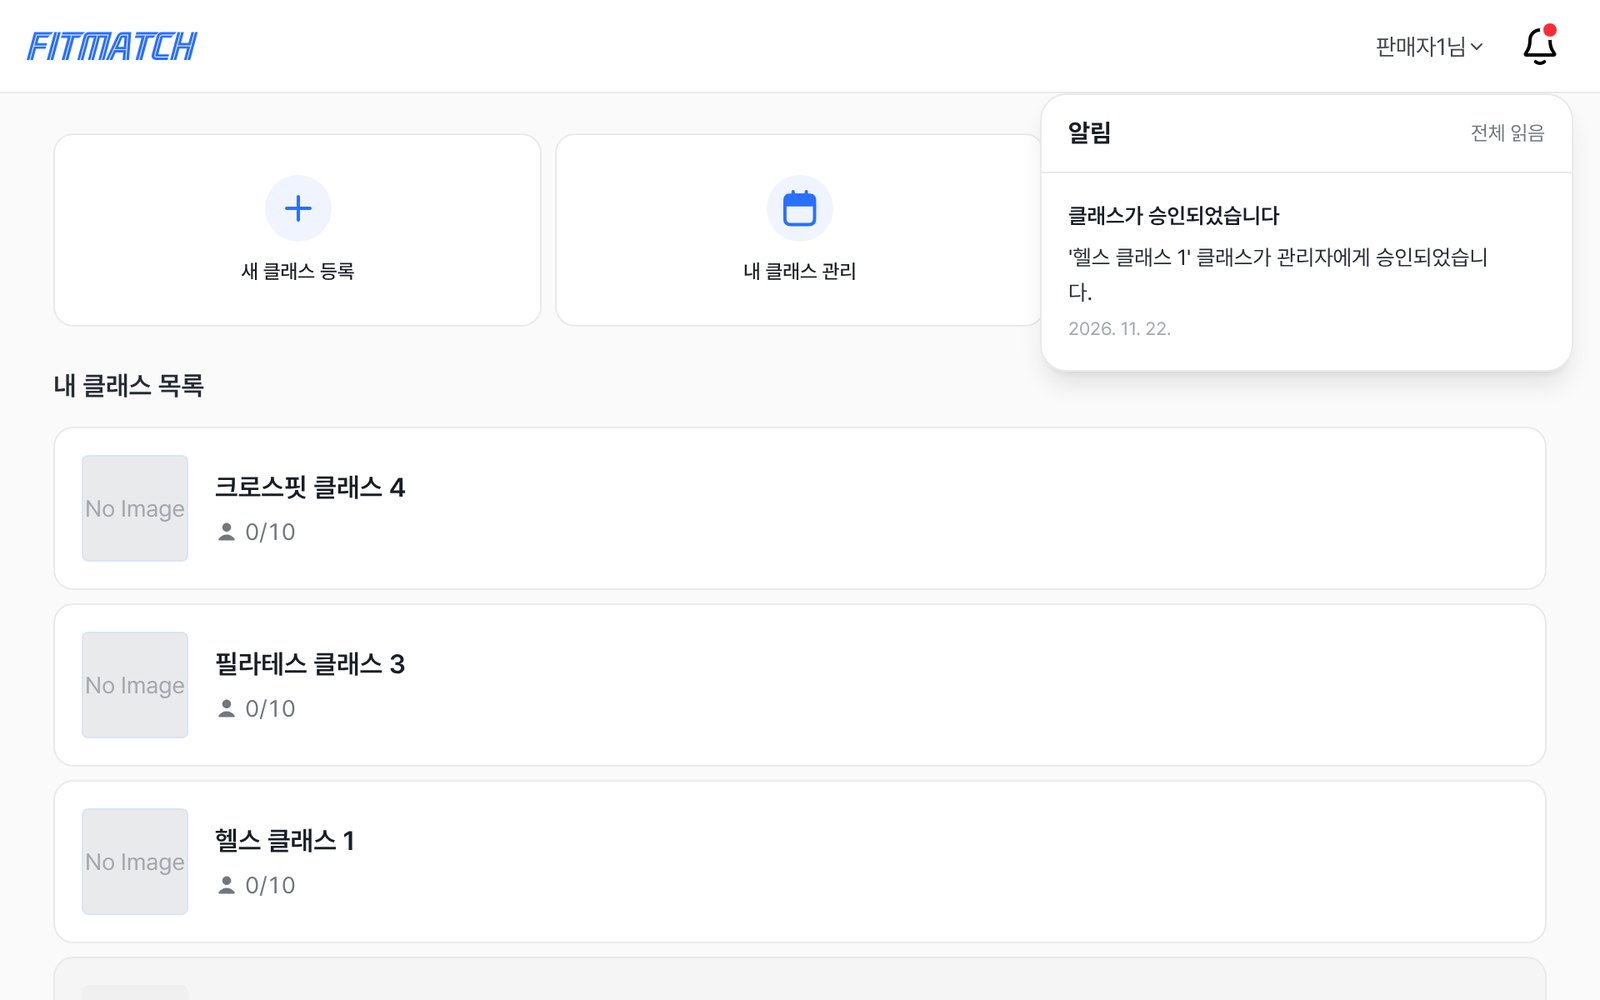 FITMATCH
판매자1님
알림
전체 읽음
클래스가 승인되었습니다
'헬스 클래스 1' 클래스가 관리자에게 승인되었습니
다.
2026. 11. 22.
새 클래스 등록
내 클래스 관리
내 클래스 목록
No Image
크로스핏 클래스 4
0/10
No Image
필라테스 클래스 3
0/10
No Image
헬스 클래스 1
0/10